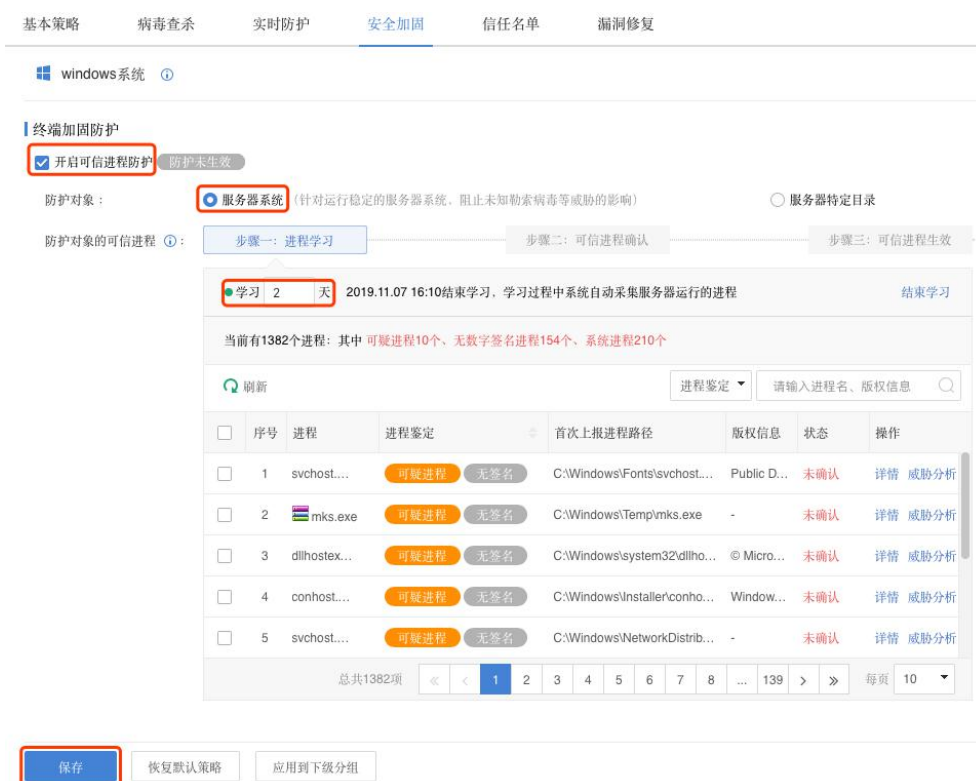 基本策略 病毒查杀 实时防护 安全加固 信任名单 漏洞修复
windows系统
终端加固防护
开启可信进程防护 防护未生效
防护对象： 服务器系统 (针对运行稳定的服务器系统，阻止未知勒索病毒等威胁的影响) 服务器特定目录
防护对象的可信进程 ： 步骤一：进程学习 步骤二：可信进程确认 步骤三：可信进程生效
学习 2 天 2019.11.07 16:10结束学习，学习过程中系统自动采集服务器运行的进程 结束学习
当前有1382个进程：其中 可疑进程10个、无数字签名进程154个、系统进程210个
刷新 进程鉴定 请输入进程名、版权信息
序号 进程 进程鉴定 首次上报进程路径 版权信息 状态 操作
1 svchost.... 可疑进程 无签名 C:\Windows\Fonts\svchost.... Public D... 未确认 详情 威胁分析
2 mks.exe 可疑进程 无签名 C:\Windows\Temp\mks.exe - 未确认 详情 威胁分析
3 dllhostex... 可疑进程 无签名 C:\Windows\system32\dllho... © Micro... 未确认 详情 威胁分析
4 conhost.... 可疑进程 无签名 C:\Windows\Installer\conho... Window... 未确认 详情 威胁分析
5 svchost.... 可疑进程 无签名 C:\Windows\NetworkDistrib... - 未确认 详情 威胁分析
总共1382项 « < 1 2 3 4 5 6 7 8 ... 139 > » 每页 10
保存 恢复默认策略 应用到下级分组